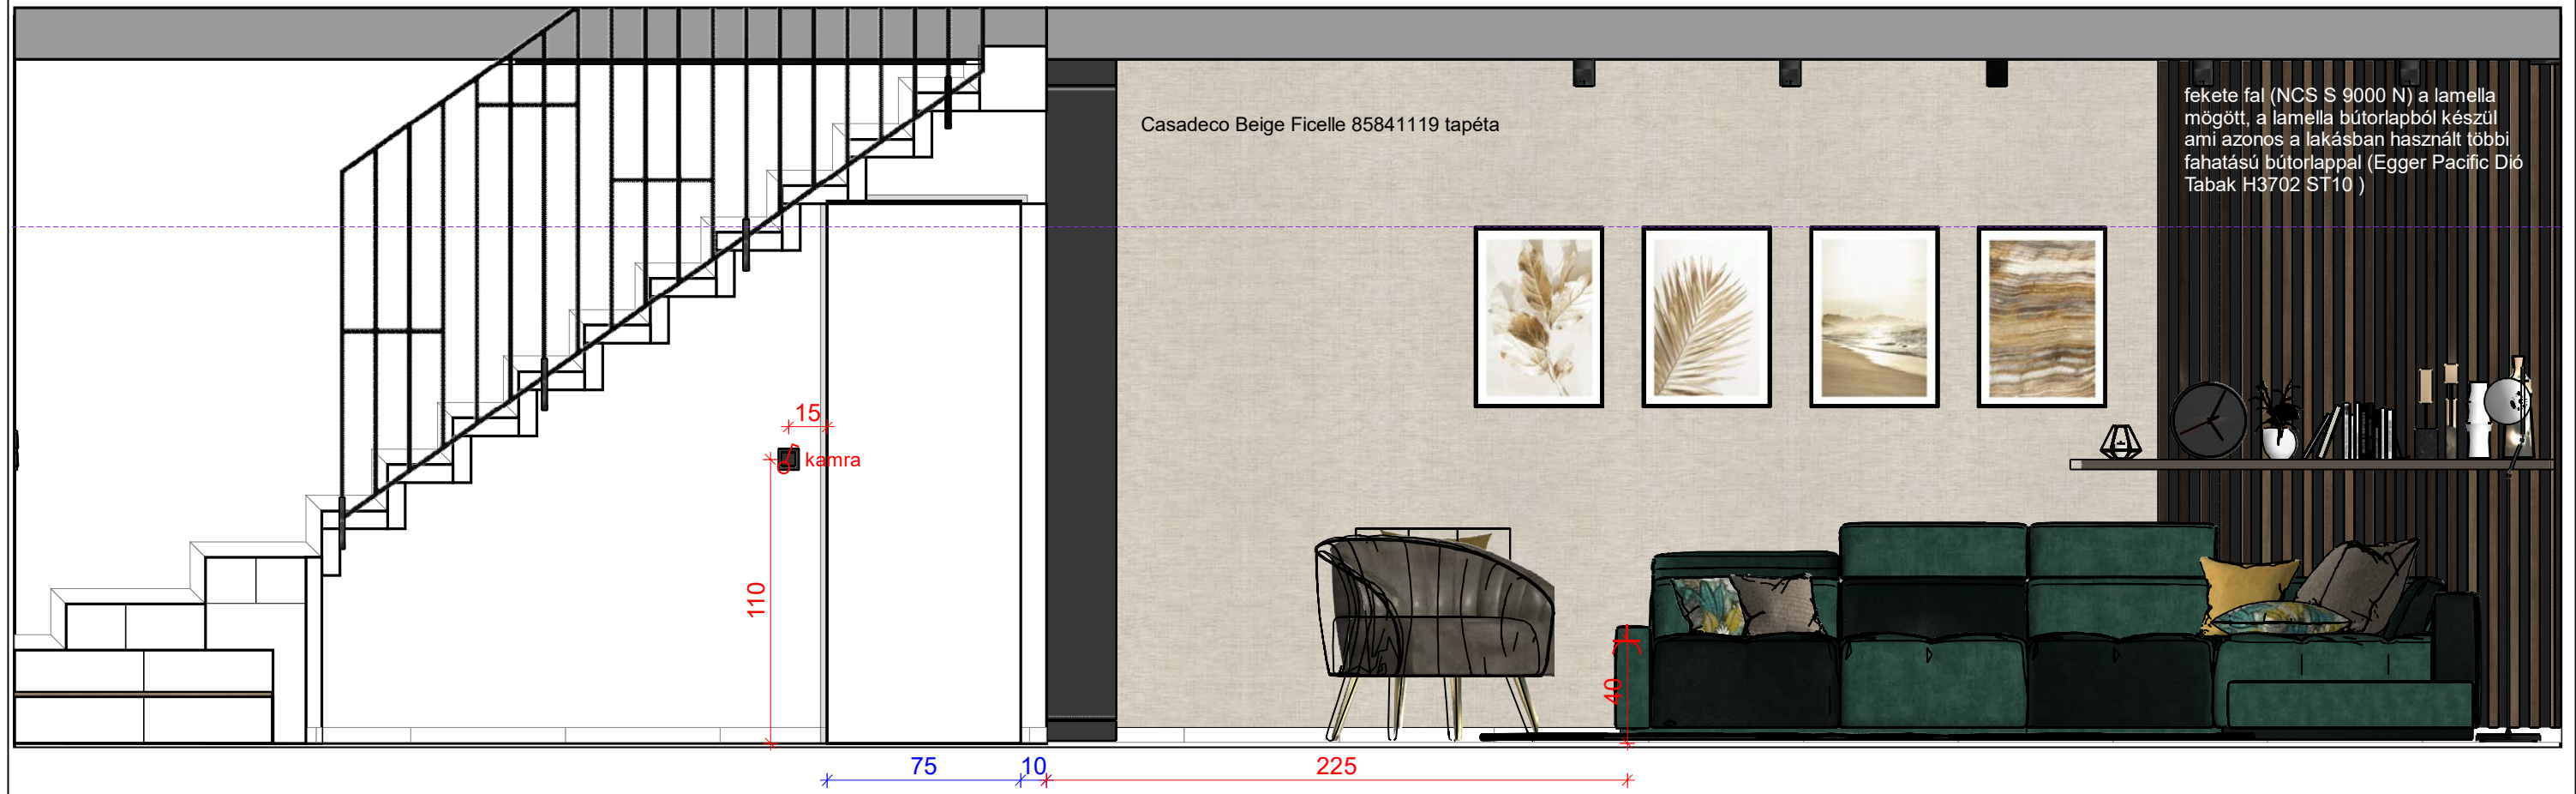 Casadeco Beige Ficelle 85841119 tapéta
fekete fal (NCS S 9000 N) a lamella
mögött, a lamella bútorlapból készül
ami azonos a lakásban használt többi
fahatású bútorlappal (Egger Pacific Dió
Tabak H3702 ST10 )
15
kamra
110
40
75
10
225